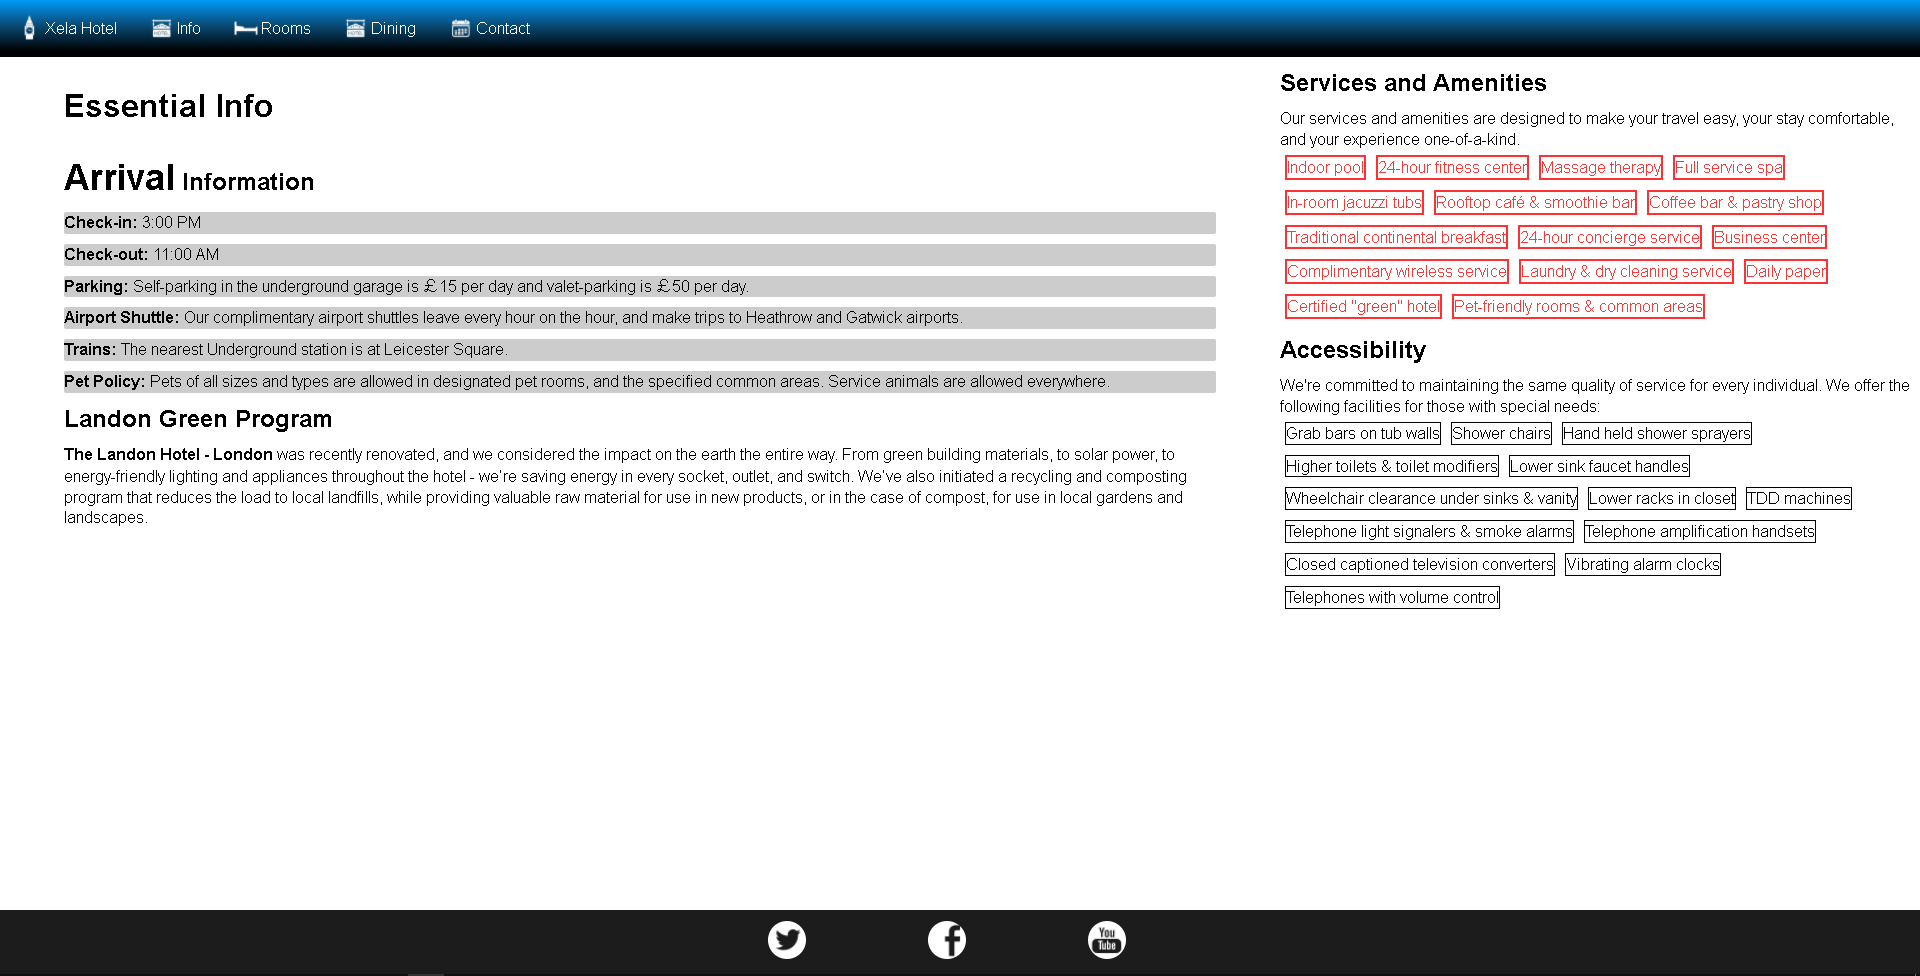 Xela Hotel Info Rooms Dining Contact
Essential Info
Arrival Information
Check-in: 3:00 PM
Check-out: 11:00 AM
Parking: Self-parking in the underground garage is £15 per day and valet-parking is £50 per day.
Airport Shuttle: Our complimentary airport shuttles leave every hour on the hour, and make trips to Heathrow and Gatwick airports.
Trains: The nearest Underground station is at Leicester Square.
Pet Policy: Pets of all sizes and types are allowed in designated pet rooms, and the specified common areas. Service animals are allowed everywhere.
Landon Green Program
The Landon Hotel - London was recently renovated, and we considered the impact on the earth the entire way. From green building materials, to solar power, to
energy-friendly lighting and appliances throughout the hotel - we're saving energy in every socket, outlet, and switch. We've also initiated a recycling and composting
program that reduces the load to local landfills, while providing valuable raw material for use in new products, or in the case of compost, for use in local gardens and
landscapes.
Services and Amenities
Our services and amenities are designed to make your travel easy, your stay comfortable,
and your experience one-of-a-kind.
Indoor pool 24-hour fitness center Massage therapy Full service spa
In-room jacuzzi tubs Rooftop café & smoothie bar Coffee bar & pastry shop
Traditional continental breakfast 24-hour concierge service Business center
Complimentary wireless service Laundry & dry cleaning service Daily paper
Certified "green" hotel Pet-friendly rooms & common areas
Accessibility
We're committed to maintaining the same quality of service for every individual. We offer the
following facilities for those with special needs:
Grab bars on tub walls Shower chairs Hand held shower sprayers
Higher toilets & toilet modifiers Lower sink faucet handles
Wheelchair clearance under sinks & vanity Lower racks in closet TDD machines
Telephone light signalers & smoke alarms Telephone amplification handsets
Closed captioned television converters Vibrating alarm clocks
Telephones with volume control
You
Tube